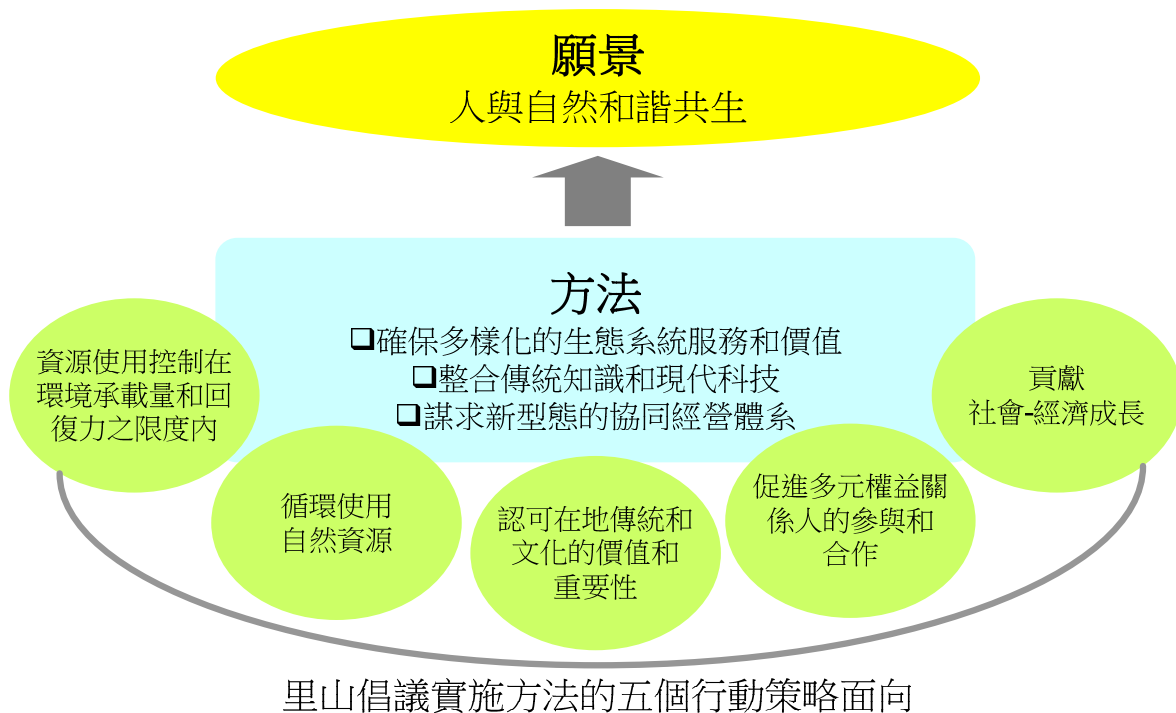 願景
人與自然和諧共生
方法
❑確保多樣化的生態系統服務和價值
❑整合傳統知識和現代科技
❑謀求新型態的協同經營體系
資源使用控制在
環境承載量和回
復力之限度內
循環使用
自然資源
認可在地傳統和
文化的價值和
重要性
促進多元權益關
係人的參與和
合作
貢獻
社會-經濟成長
里山倡議實施方法的五個行動策略面向